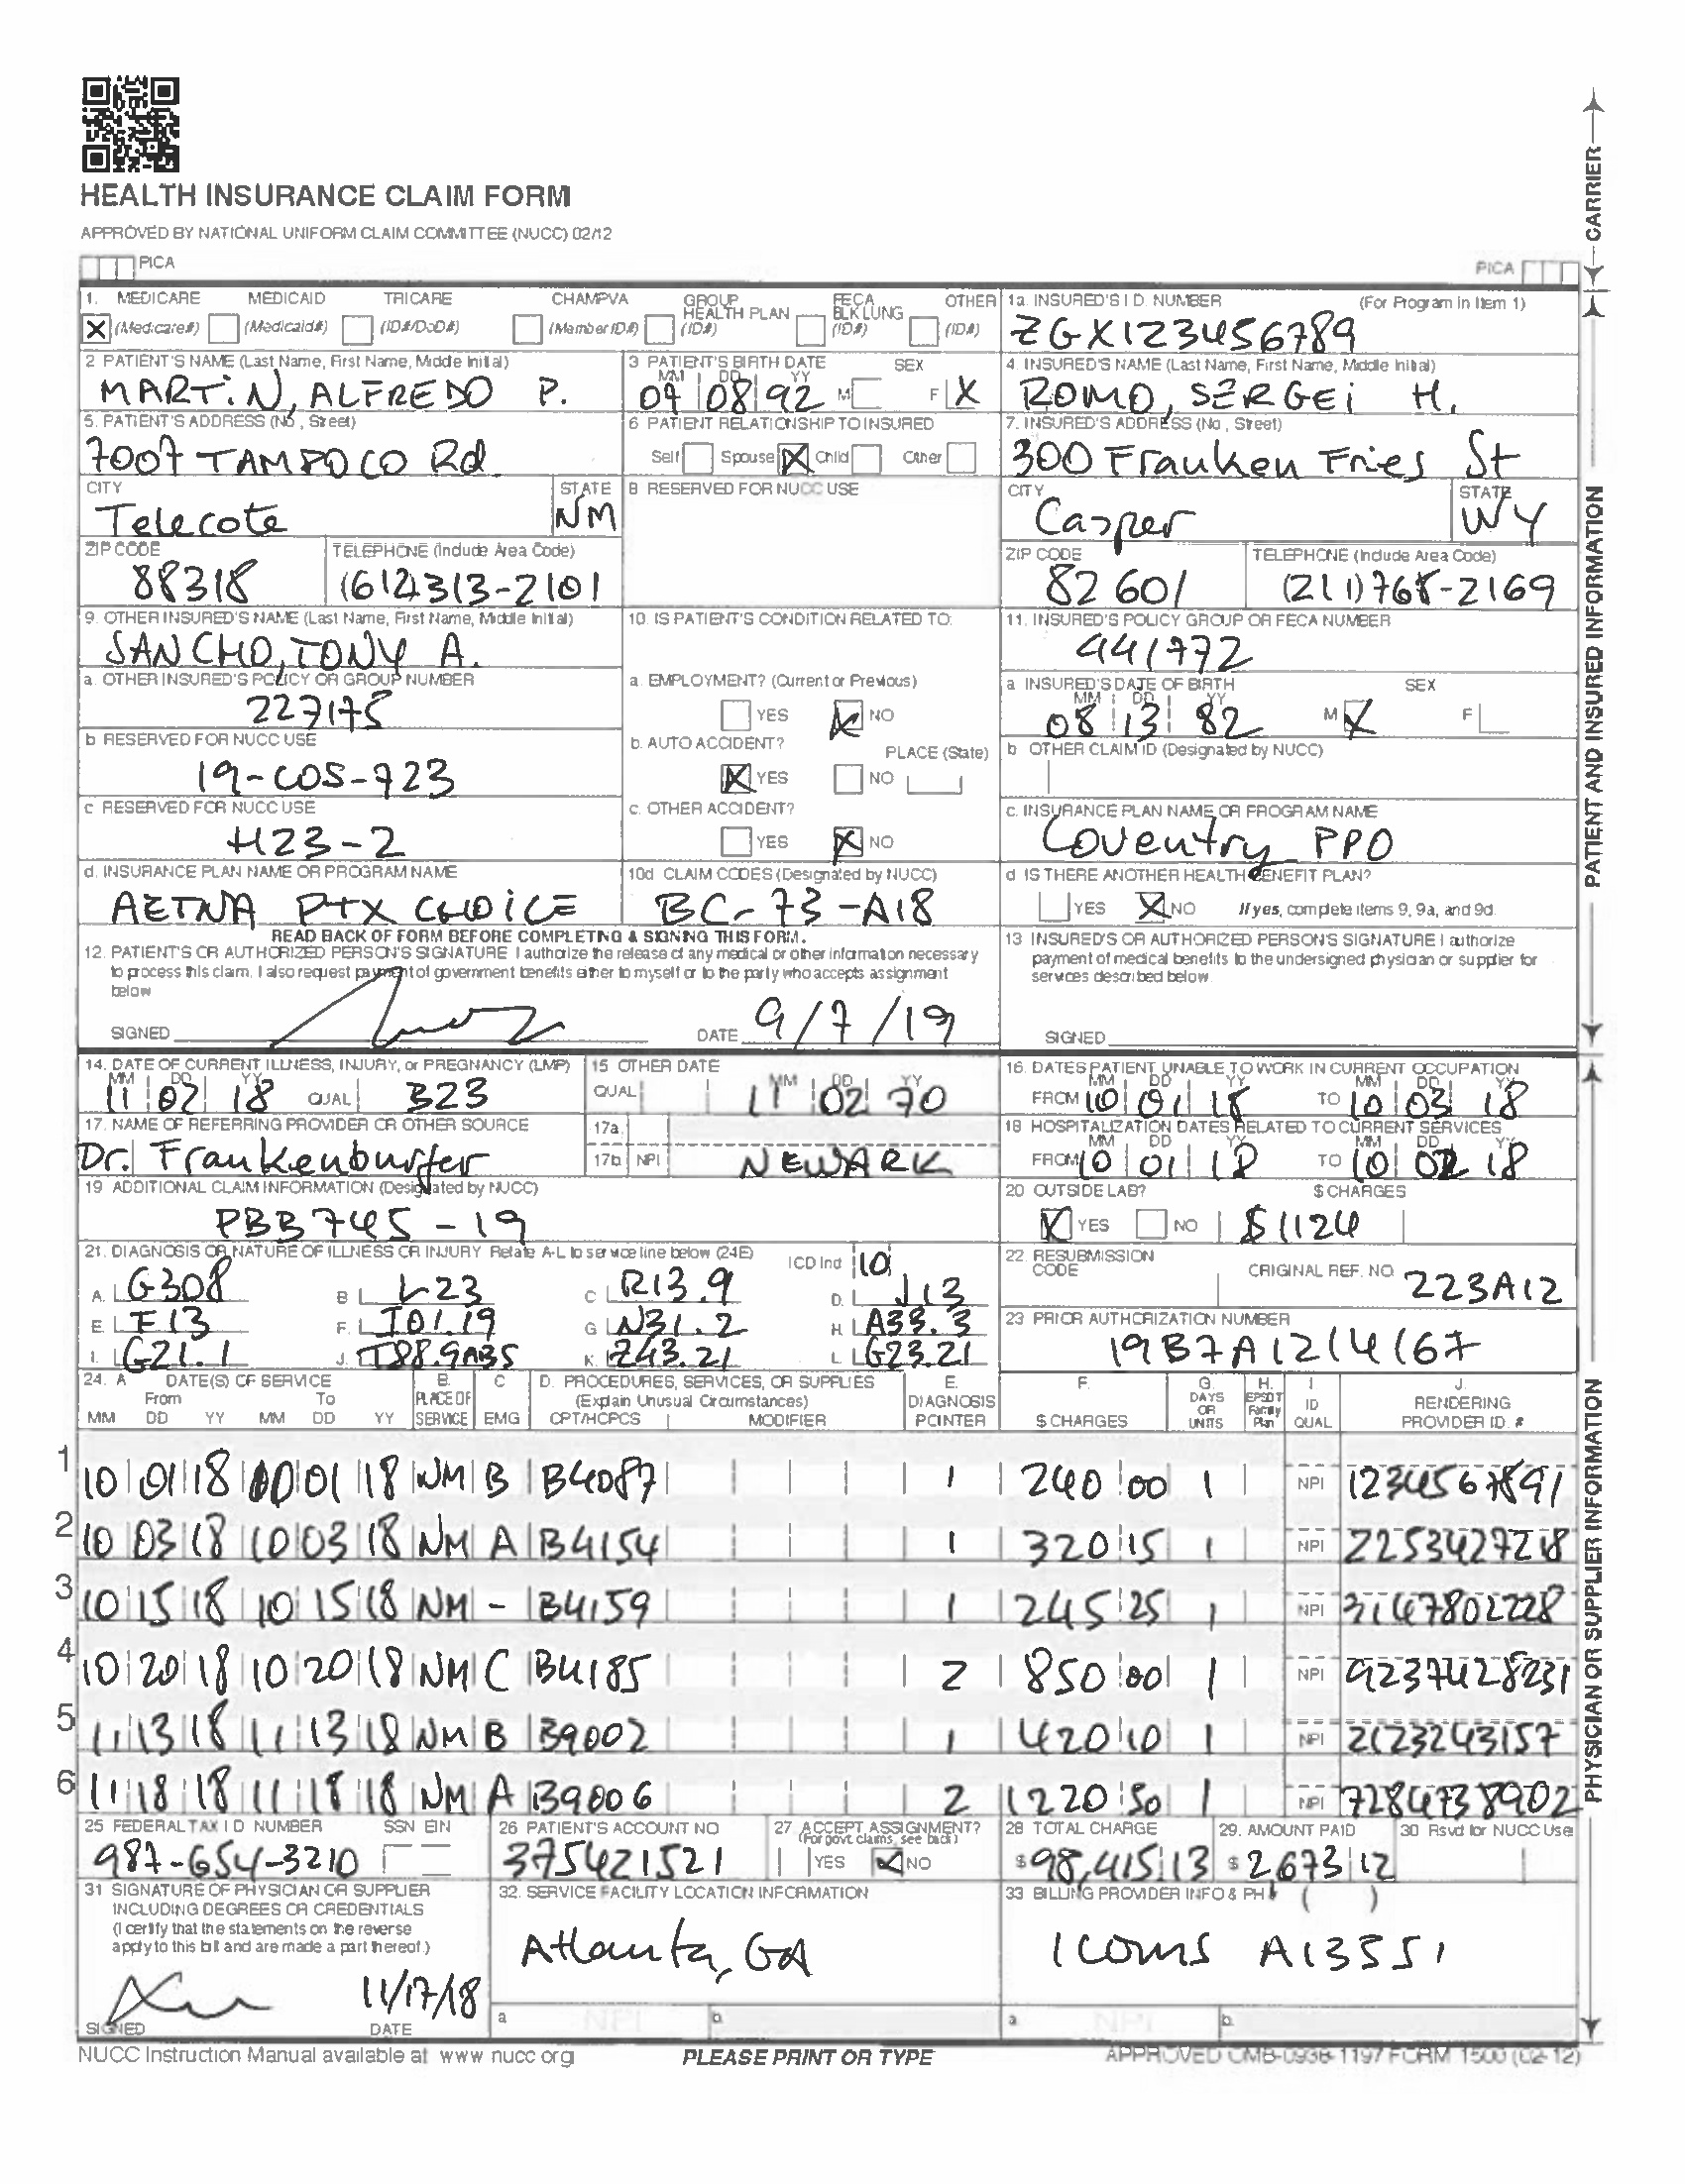 HEALTH INSURANCE CLAIM FORM
APPROVED BY NATIONAL UNIFORM CLAIM COMMITTEE (NUCC) 02/12
PICA PICA
CARRIER
1. MEDICARE MEDICAID TRICARE CHAMPVA GROUP HEALTH PLAN FECA BLK LUNG OTHER
X (Medicare#) (Medicaid#) (ID#/DoD#) (Member ID#) (ID#) (ID#) (ID#)
1a. INSURED'S I.D. NUMBER (For Program in Item 1)
ZGX123456789
2 PATIENT'S NAME (Last Name, First Name, Middle Initial)
MARTIN, ALFREDO P.
3 PATIENT'S BIRTH DATE SEX
MM DD YY
09 08 92 M F X
4. INSURED'S NAME (Last Name, First Name, Middle Initial)
ROMO, SERGEI H.
5. PATIENT'S ADDRESS (No., Street)
7007 TAMPOCO Rd
6 PATIENT RELATIONSHIP TO INSURED
Self Spouse X Child Other
7. INSURED'S ADDRESS (No., Street)
300 Franken Fries St
CITY STATE
Telecote NM
8 RESERVED FOR NUCC USE
CITY STATE
Casper WY
ZIP CODE TELEPHONE (Include Area Code)
88318 (612)313-2101
ZIP CODE TELEPHONE (Include Area Code)
82601 (211)768-2169
9. OTHER INSURED'S NAME (Last Name, First Name, Middle Initial)
SANCHO, TONY A.
10. IS PATIENT'S CONDITION RELATED TO:
11. INSURED'S POLICY GROUP OR FECA NUMBER
441772
a. OTHER INSURED'S POLICY OR GROUP NUMBER
227175
a. EMPLOYMENT? (Current or Previous)
YES X NO
a INSURED'S DATE OF BIRTH SEX
MM DD YY
08 13 82 M X F
b RESERVED FOR NUCC USE
19-COS-723
b. AUTO ACCIDENT? PLACE (State)
X YES NO
b OTHER CLAIM ID (Designated by NUCC)
c RESERVED FOR NUCC USE
H23-2
c. OTHER ACCIDENT?
YES X NO
c. INSURANCE PLAN NAME OR PROGRAM NAME
Coventry PPO
d. INSURANCE PLAN NAME OR PROGRAM NAME
AETNA PTX CHOICE
10d CLAIM CODES (Designated by NUCC)
BC-73-A18
d IS THERE ANOTHER HEALTH BENEFIT PLAN?
YES X NO If yes, complete items 9, 9a, and 9d.
PATIENT AND INSURED INFORMATION
READ BACK OF FORM BEFORE COMPLETING & SIGNING THIS FORM.
12. PATIENT'S OR AUTHORIZED PERSON'S SIGNATURE I authorize the release of any medical or other information necessary
to process this claim. I also request payment of government benefits either to myself or to the party who accepts assignment
below
SIGNED DATE 9/7/19
13 INSURED'S OR AUTHORIZED PERSON'S SIGNATURE I authorize
payment of medical benefits to the undersigned physician or supplier for
services described below.
SIGNED
14. DATE OF CURRENT ILLNESS, INJURY, or PREGNANCY (LMP)
MM DD YY
11 02 18 QUAL 323
15 OTHER DATE
QUAL MM DD YY
11 02 70
16. DATES PATIENT UNABLE TO WORK IN CURRENT OCCUPATION
MM DD YY MM DD YY
FROM 10 01 18 TO 10 03 18
17. NAME OF REFERRING PROVIDER OR OTHER SOURCE
Dr. Frankenburger
17a.
17b NPI NEWARK
18 HOSPITALIZATION DATES RELATED TO CURRENT SERVICES
MM DD YY MM DD YY
FROM 10 01 18 TO 10 02 18
19 ADDITIONAL CLAIM INFORMATION (Designated by NUCC)
PBB745-19
20 OUTSIDE LAB? $ CHARGES
X YES NO $1124
21. DIAGNOSIS OR NATURE OF ILLNESS OR INJURY Relate A-L to service line below (24E) ICD Ind 10
A. G308 B. L23 C. R13.9 D. J13
E. F13 F. I01.19 G. N31.2 H. A33.3
I. G21.1 J. T88.9AB5 K. Z43.21 L. G23.21
22. RESUBMISSION CODE ORIGINAL REF. NO.
223A12
23 PRIOR AUTHORIZATION NUMBER
19B7A1214167
24. A DATE(S) OF SERVICE B. PLACE OF SERVICE C EMG D. PROCEDURES, SERVICES, OR SUPPLIES E. DIAGNOSIS POINTER F. $ CHARGES G. DAYS OR UNITS H. EPSDT Family Plan I. ID QUAL J. RENDERING PROVIDER ID. #
From To (Explain Unusual Circumstances)
MM DD YY MM DD YY CPT/HCPCS MODIFIER
1 10 01 18 10 01 18 NM B B4087 1 240 00 1 NPI 1234567891
2 10 03 18 10 03 18 NM A B4154 1 320 15 1 NPI 2253427218
3 10 15 18 10 15 18 NM - B4159 1 245 25 1 NPI 3147802228
4 10 20 18 10 20 18 NM C B4185 2 850 00 1 NPI 9237428231
5 11 13 18 11 13 18 NM B B9002 1 420 10 1 NPI 2123243157
6 11 18 18 11 18 18 NM A B9006 2 1220 50 1 NPI 7284738902
25 FEDERAL TAX I.D. NUMBER SSN EIN
987-654-3210
26 PATIENT'S ACCOUNT NO
375421521
27. ACCEPT ASSIGNMENT?
(For govt. claims, see back)
YES X NO
28 TOTAL CHARGE
$ 98,415 13
29. AMOUNT PAID
$ 2,673 12
30 Rsvd for NUCC Use
31 SIGNATURE OF PHYSICIAN OR SUPPLIER
INCLUDING DEGREES OR CREDENTIALS
(I certify that the statements on the reverse
apply to this bill and are made a part thereof.)
11/17/18
SIGNED DATE
32. SERVICE FACILITY LOCATION INFORMATION
Atlanta, GA
a. NPI b.
33 BILLING PROVIDER INFO & PH # ( )
1 Coms A13551
a. NPI b.
PHYSICIAN OR SUPPLIER INFORMATION
NUCC Instruction Manual available at: www.nucc.org PLEASE PRINT OR TYPE APPROVED OMB-0938-1197 FORM 1500 (02-12)